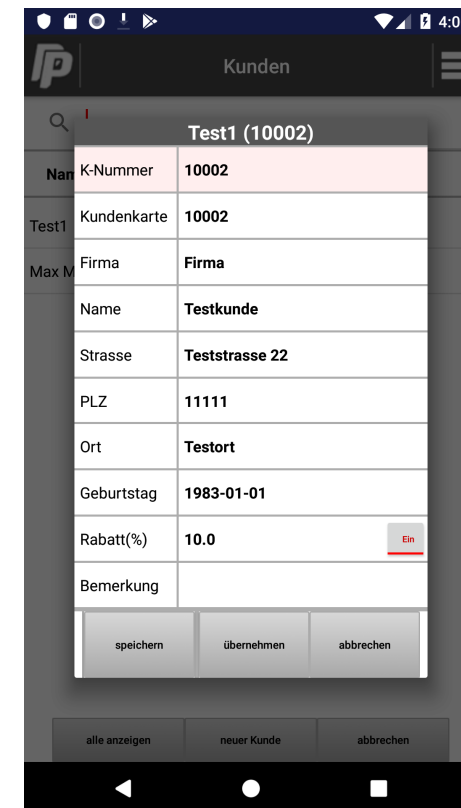 4:0
Kunden
Test1 (10002)
Nam
K-Nummer 10002
Kundenkarte 10002
Test1
Firma Firma
Max M
Name Testkunde
Strasse Teststrasse 22
PLZ 11111
Ort Testort
Geburtstag 1983-01-01
Rabatt(%) 10.0 Ein
Bemerkung
speichern übernehmen abbrechen
alle anzeigen neuer Kunde abbrechen